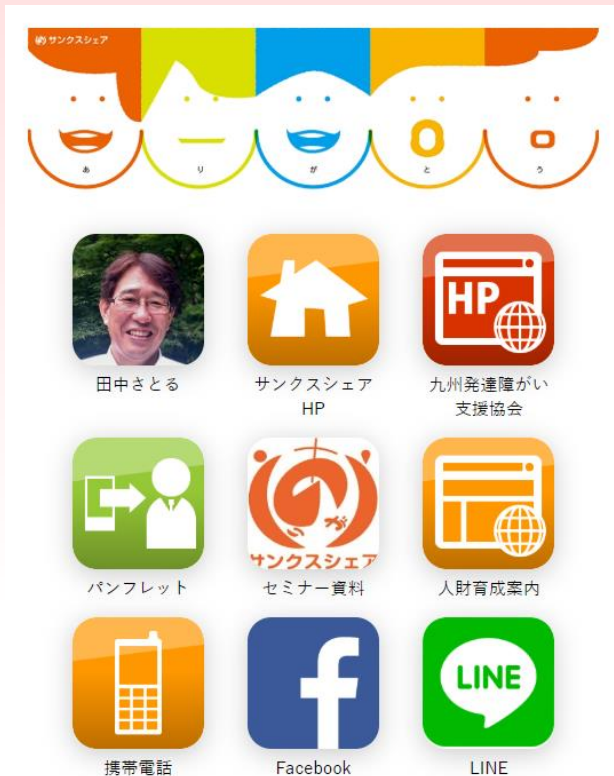 サンクスシェア
あ り が と う
田中さとる
サンクスシェア
HP
HP
九州発達障がい
支援協会
パンフレット
サンクスシェア
セミナー資料
人財育成案内
携帯電話
f
Facebook
LINE
LINE